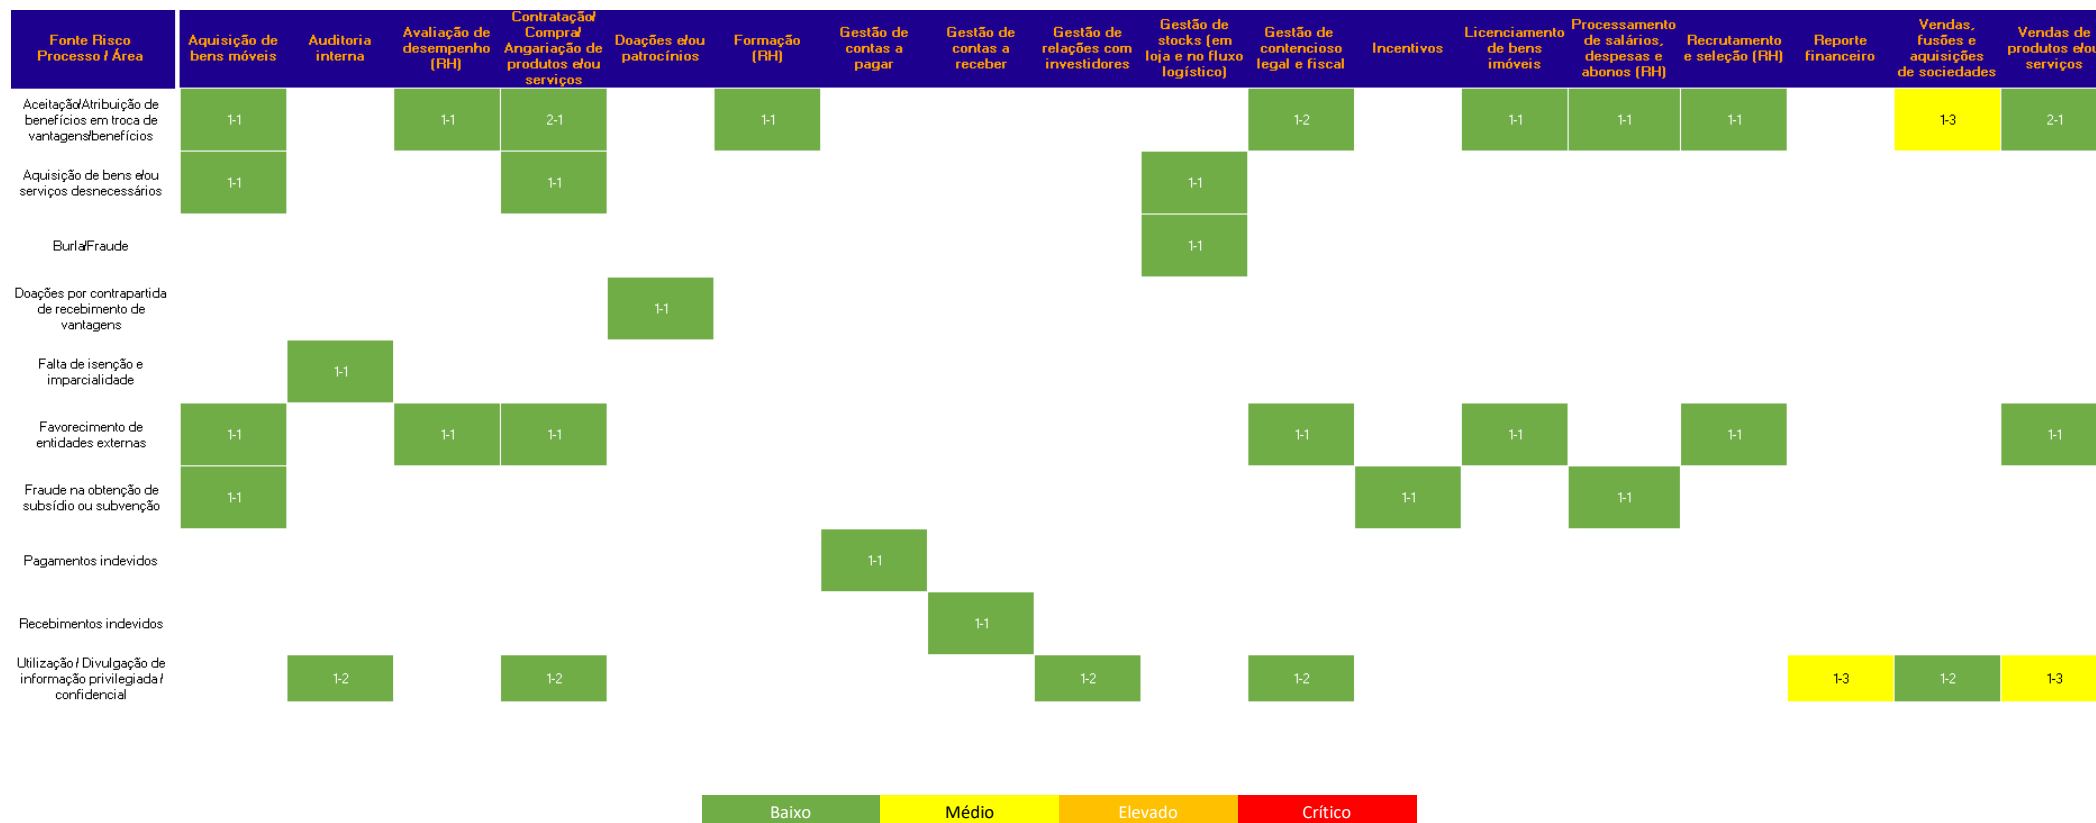 Fonte Risco
Processo / Área
Aquisição de
bens móveis
Auditoria
interna
Avaliação de
desempenho
(RH)
Contratação/
Compra/
Angariação de
produtos e/ou
serviços
Doações e/ou
patrocínios
Formação
(RH)
Gestão de
contas a
pagar
Gestão de
contas a
receber
Gestão de
relações com
investidores
Gestão de
stocks (em
loja e no fluxo
logístico)
Gestão de
contencioso
legal e fiscal
Incentivos
Licenciamento
de bens
imóveis
Processamento
de salários,
despesas e
abonos (RH)
Recrutamento
e seleção (RH)
Reporte
financeiro
Vendas,
fusões e
aquisições
de sociedades
Vendas de
produtos e/ou
serviços
Aceitação/Atribuição de
benefícios em troca de
vantagens/benefícios
1-1
1-1
2-1
1-1
1-2
1-1
1-1
1-1
1-3
2-1
Aquisição de bens e/ou
serviços desnecessários
1-1
1-1
1-1
Burla/Fraude
1-1
Doações por contrapartida
de recebimento de
vantagens
1-1
Falta de isenção e
imparcialidade
1-1
Favorecimento de
entidades externas
1-1
1-1
1-1
1-1
1-1
1-1
1-1
Fraude na obtenção de
subsídio ou subvenção
1-1
1-1
1-1
Pagamentos indevidos
1-1
Recebimentos indevidos
1-1
Utilização / Divulgação de
informação privilegiada /
confidencial
1-2
1-2
1-2
1-2
1-3
1-2
1-3
Baixo
Médio
Elevado
Crítico